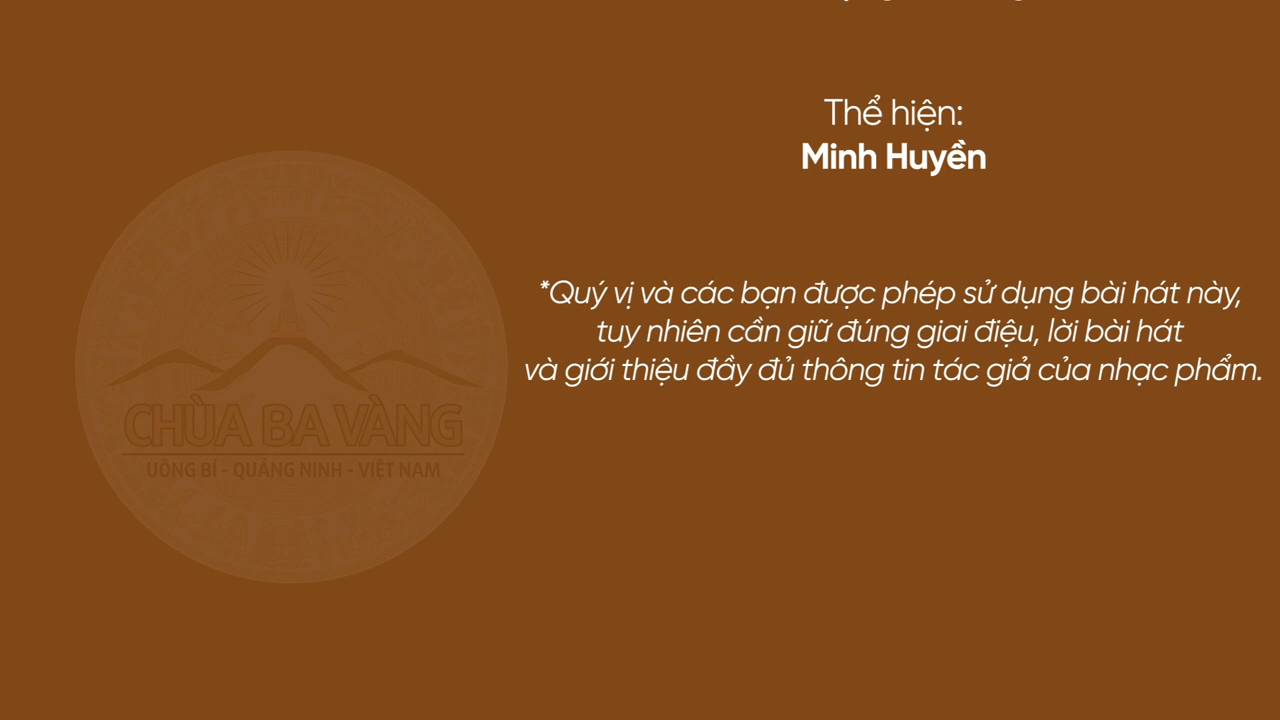 Thể hiện:
Minh Huyền
*Quý vị và các bạn được phép sử dụng bài hát này,
tuy nhiên cần giữ đúng giai điệu, lời bài hát
và giới thiệu đầy đủ thông tin tác giả của nhạc phẩm.
CHÙA BA VÀNG
UÔNG BÍ - QUẢNG NINH - VIỆT NAM